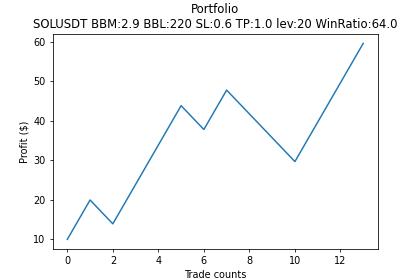 Portfolio
SOLUSDT BBM:2.9 BBL:220 SL:0.6 TP:1.0 lev:20 WinRatio:64.0
60
50
40
30
20
10
Profit ($)
0 2 4 6 8 10 12
Trade counts